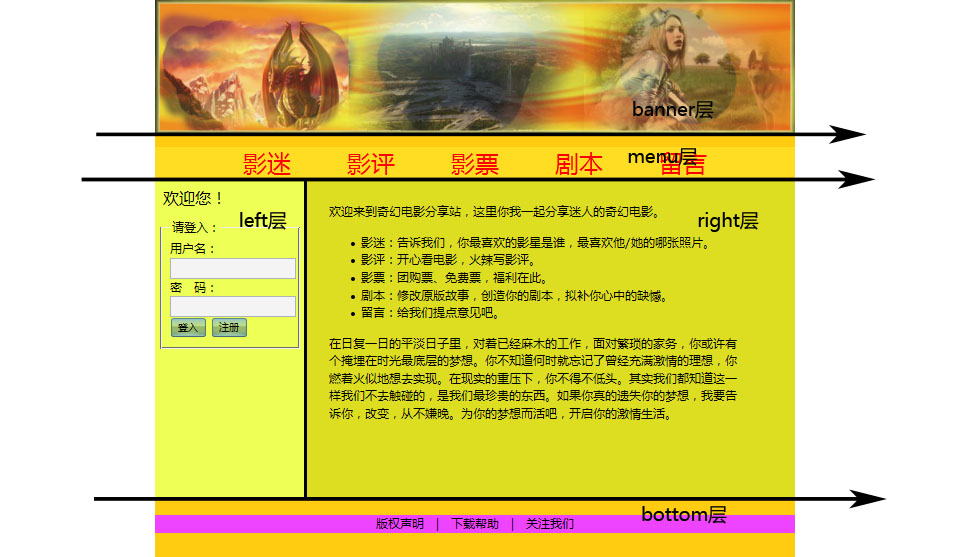 banner层
影迷 影评 影票 剧本 留言
menu层
欢迎您！
left层
请登入：
用户名：
密 码：
登入 注册
right层
欢迎来到奇幻电影分享站，这里你我一起分享迷人的奇幻电影。
• 影迷：告诉我们，你最喜欢的影星是谁，最喜欢他/她的哪张照片。
• 影评：开心看电影，火辣写影评。
• 影票：团购票、免费票，福利在此。
• 剧本：修改原版故事，创造你的剧本，拟补你心中的缺憾。
• 留言：给我们提点意见吧。
在日复一日的平淡日子里，对着已经麻木的工作，面对繁琐的家务，你或许有
个掩埋在时光最底层的梦想。你不知道何时就忘记了曾经充满激情的理想，你
燃着火似地想去实现。在现实的重压下，你不得不低头。其实我们都知道这一
样我们不去触碰的，是我们最珍贵的东西。如果你真的遗失你的梦想，我要告
诉你，改变，从不嫌晚。为你的梦想而活吧，开启你的激情生活。
bottom层
版权声明 | 下载帮助 | 关注我们